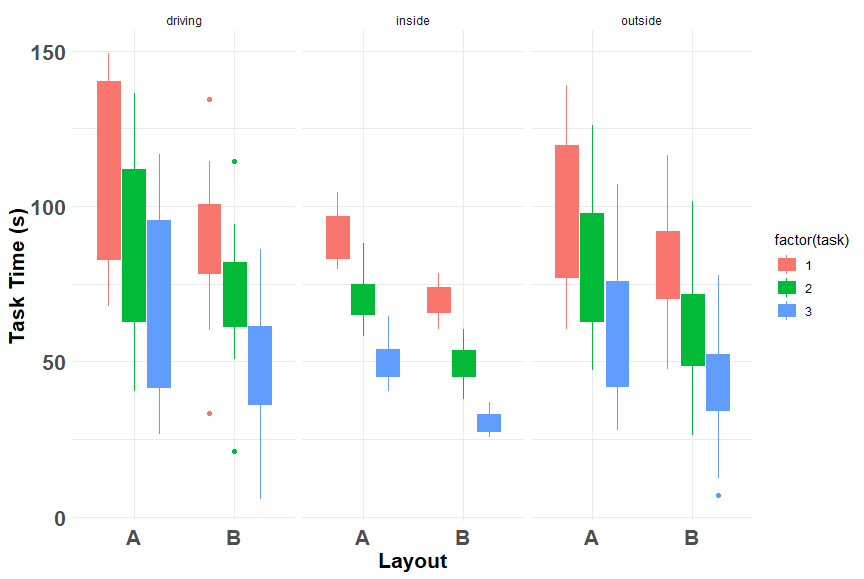 driving inside outside
150
100
50
0
Task Time (s)
A B A B A B
Layout
factor(task)
1
2
3